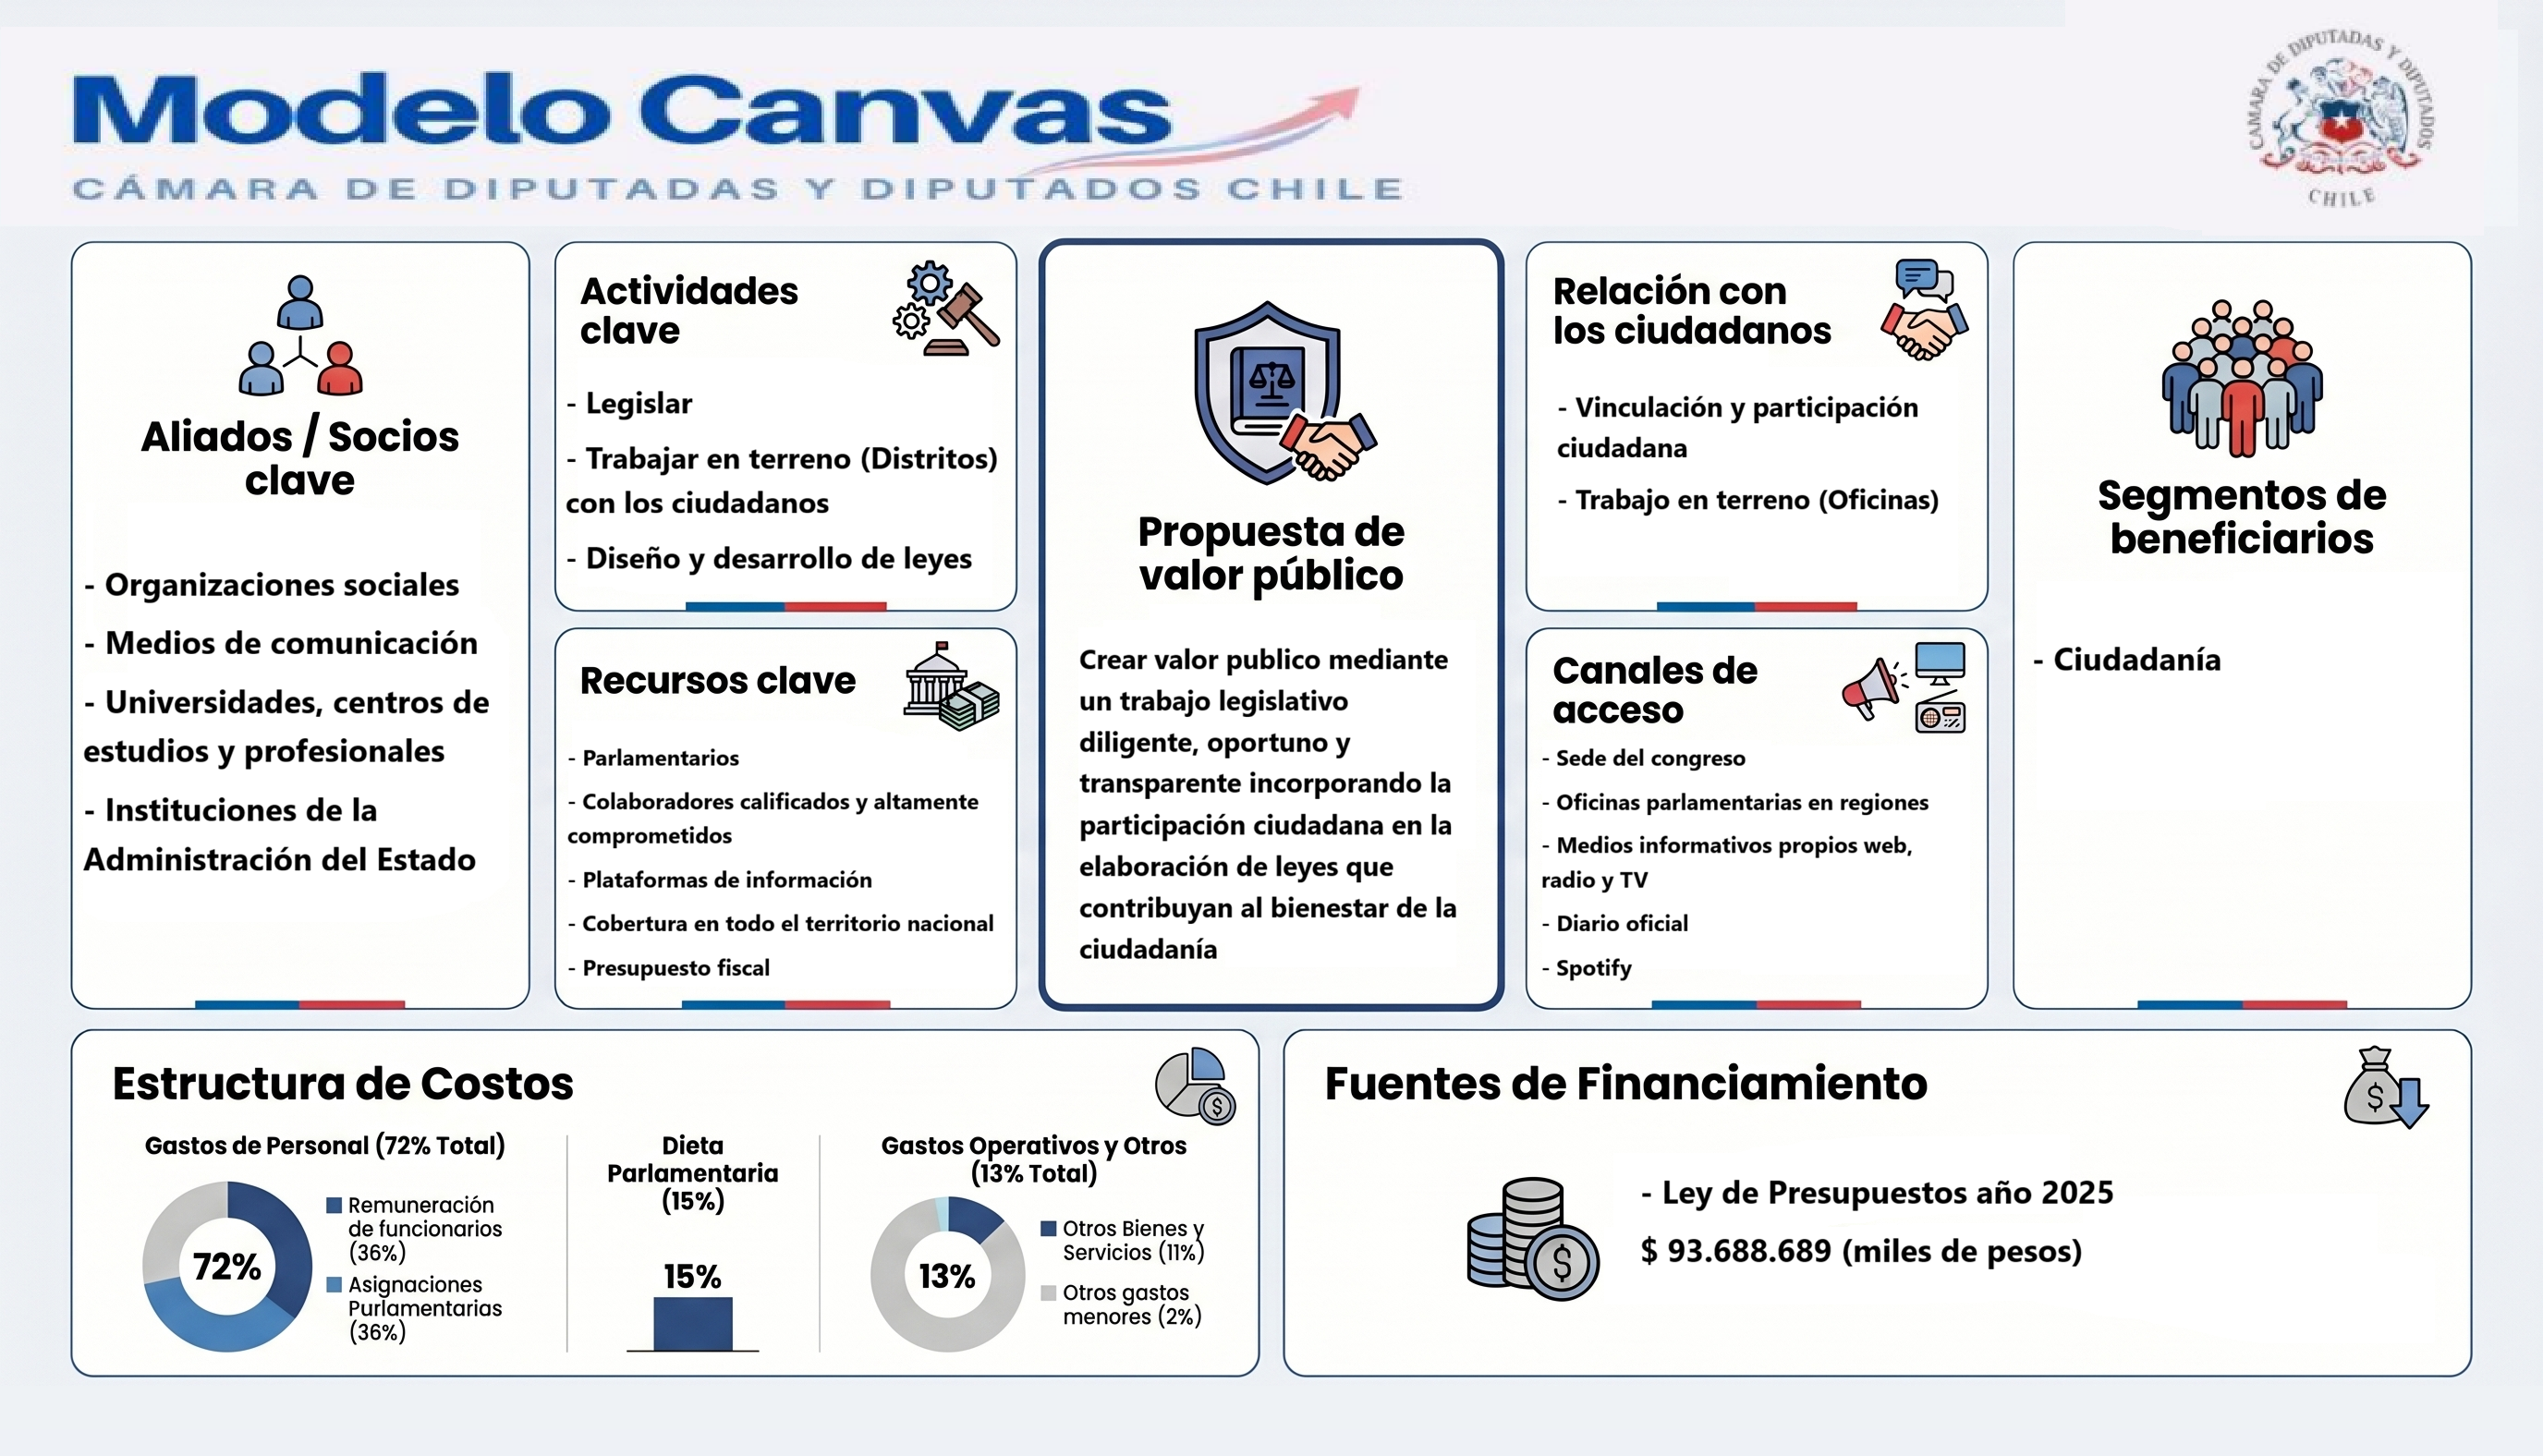 Modelo Canvas
CÁMARA DE DIPUTADAS Y DIPUTADOS CHILE
CAMARA DE DIPUTADAS Y DIPUTADOS
CHILE
Aliados / Socios
clave
- Organizaciones sociales
- Medios de comunicación
- Universidades, centros de
estudios y profesionales
- Instituciones de la
Administración del Estado
Actividades
clave
- Legislar
- Trabajar en terreno (Distritos)
con los ciudadanos
- Diseño y desarrollo de leyes
Recursos clave
- Parlamentarios
- Colaboradores calificados y altamente
comprometidos
- Plataformas de información
- Cobertura en todo el territorio nacional
- Presupuesto fiscal
Propuesta de
valor público
Crear valor publico mediante
un trabajo legislativo
diligente, oportuno y
transparente incorporando la
participación ciudadana en la
elaboración de leyes que
contribuyan al bienestar de la
ciudadanía
Relación con
los ciudadanos
- Vinculación y participación
ciudadana
- Trabajo en terreno (Oficinas)
Canales de
acceso
- Sede del congreso
- Oficinas parlamentarias en regiones
- Medios informativos propios web,
radio y TV
- Diario oficial
- Spotify
Segmentos de
beneficiarios
- Ciudadanía
Estructura de Costos
$
Gastos de Personal (72% Total)
72%
Remuneración
de funcionarios
(36%)
Asignaciones
Purlamentarias
(36%)
Dieta
Parlamentaria
(15%)
15%
Gastos Operativos y Otros
(13% Total)
13%
Otros Bienes y
Servicios (11%)
Otros gastos
menores (2%)
Fuentes de Financiamiento
$
$
- Ley de Presupuestos año 2025
$ 93.688.689 (miles de pesos)